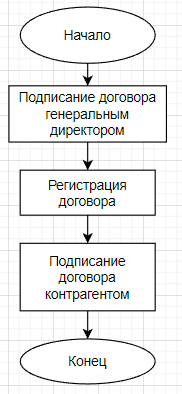 Начало
Подписание договора
генеральным
директором
Регистрация
договора
Подписание
договора
контрагентом
Конец